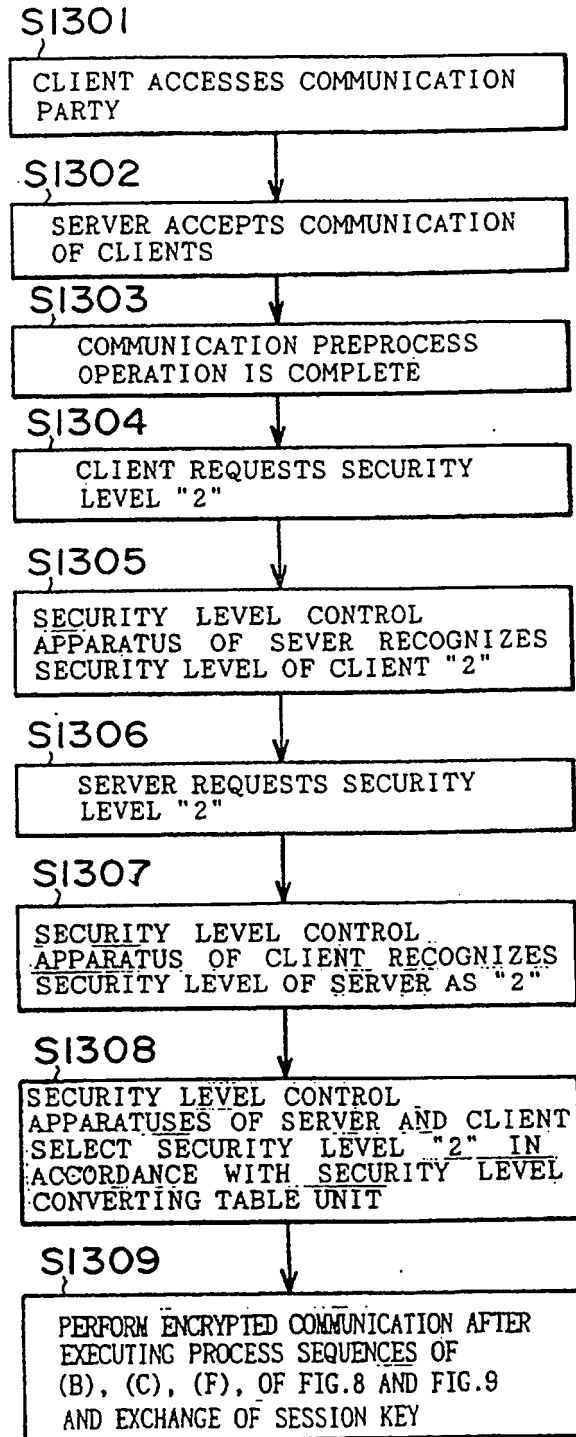 S1301
CLIENT ACCESSES COMMUNICATION
PARTY
S1302
SERVER ACCEPTS COMMUNICATION
OF CLIENTS
S1303
COMMUNICATION PREPROCESS
OPERATION IS COMPLETE
S1304
CLIENT REQUESTS SECURITY
LEVEL "2"
S1305
SECURITY LEVEL CONTROL
APPARATUS OF SEVER RECOGNIZES
SECURITY LEVEL OF CLIENT "2"
S1306
SERVER REQUESTS SECURITY
LEVEL "2"
S1307
SECURITY LEVEL CONTROL
APPARATUS OF CLIENT RECOGNIZES
SECURITY LEVEL OF SERVER AS "2"
S1308
SECURITY LEVEL CONTROL
APPARATUSES OF SERVER AND CLIENT
SELECT SECURITY LEVEL "2" IN
ACCORDANCE WITH SECURITY LEVEL
CONVERTING TABLE UNIT
S1309
PERFORM ENCRYPTED COMMUNICATION AFTER
EXECUTING PROCESS SEQUENCES OF
(B), (C), (F), OF FIG.8 AND FIG.9
AND EXCHANGE OF SESSION KEY